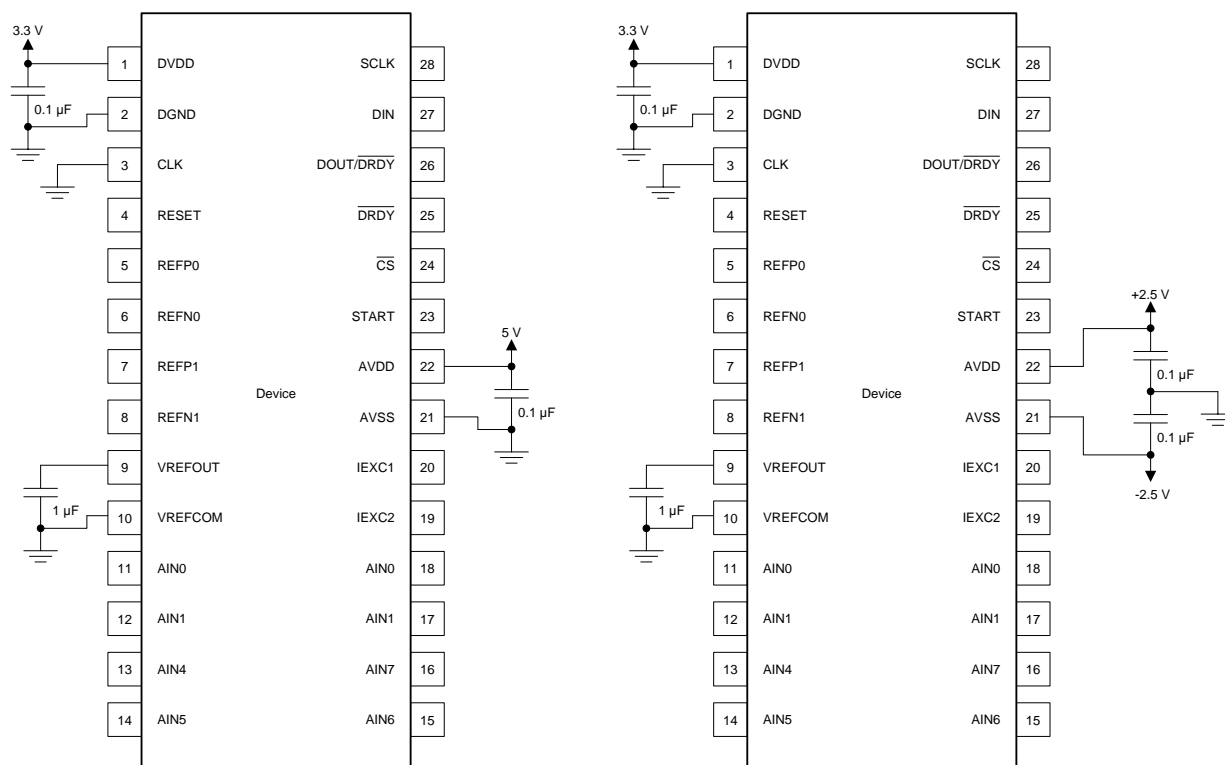 3.3 V
0.1 µF
1 DVDD SCLK 28
2 DGND DIN 27
3 CLK DOUT/DRDY 26
4 RESET DRDY 25
5 REFP0 CS 24
6 REFN0 START 23
7 REFP1 AVDD 22
8 REFN1 AVSS 21
9 VREFOUT IEXC1 20
10 VREFCOM IEXC2 19
11 AIN0 AIN0 18
12 AIN1 AIN1 17
13 AIN4 AIN7 16
14 AIN5 AIN6 15
Device
1 µF
5 V
0.1 µF
3.3 V
0.1 µF
1 DVDD SCLK 28
2 DGND DIN 27
3 CLK DOUT/DRDY 26
4 RESET DRDY 25
5 REFP0 CS 24
6 REFN0 START 23
7 REFP1 AVDD 22
8 REFN1 AVSS 21
9 VREFOUT IEXC1 20
10 VREFCOM IEXC2 19
11 AIN0 AIN0 18
12 AIN1 AIN1 17
13 AIN4 AIN7 16
14 AIN5 AIN6 15
Device
1 µF
+2.5 V
0.1 µF
0.1 µF
-2.5 V